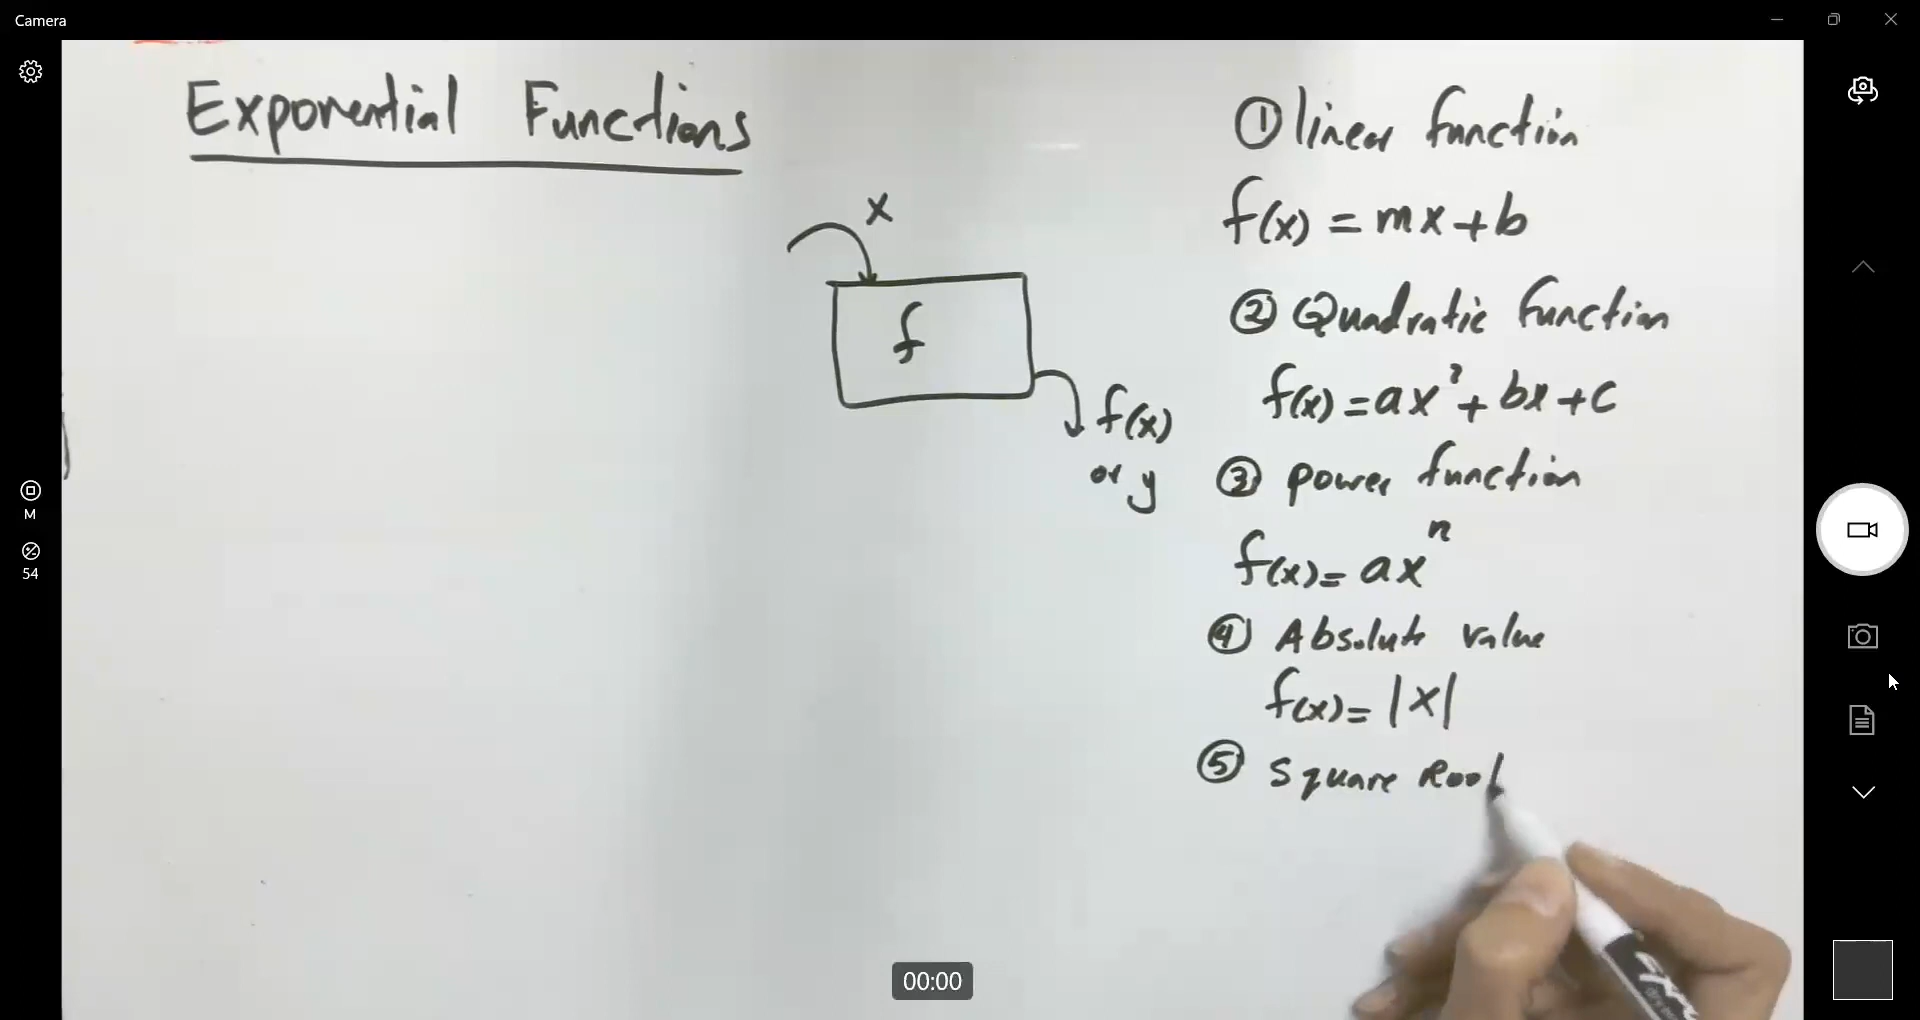 Camera
Exponential Functions
x
f
f(x)
or y
① linear function
f(x) = mx+b
② Quadratic function
f(x) = ax² + bx + c
③ power function
f(x) = axⁿ
④ Absolute value
f(x) = |x|
⑤ Square Root
M
54
00:00